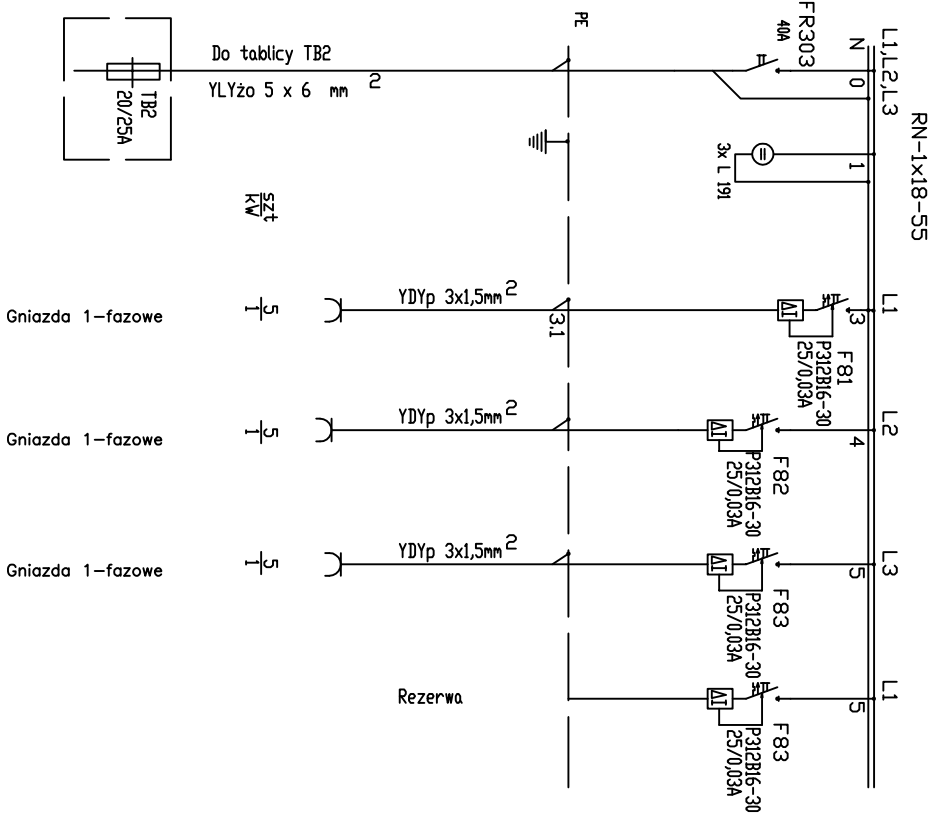 RN-1x18-55
L1,L2,L3
N
0
FR303
40A
PE
Do tablicy TB2
YLYżo 5 x 6 mm 2
TB2
20/25A
1
3x L 191
szt
kW
L1
3
F81
P312B16-30
25/0,03A
ΔI
3.1
YDYp 3x1,5mm 2
5
1
Gniazda 1-fazowe
L2
4
F82
P312B16-30
25/0,03A
ΔI
YDYp 3x1,5mm 2
5
1
Gniazda 1-fazowe
L3
5
F83
P312B16-30
25/0,03A
ΔI
YDYp 3x1,5mm 2
5
1
Gniazda 1-fazowe
L1
5
F83
P312B16-30
25/0,03A
ΔI
Rezerwa